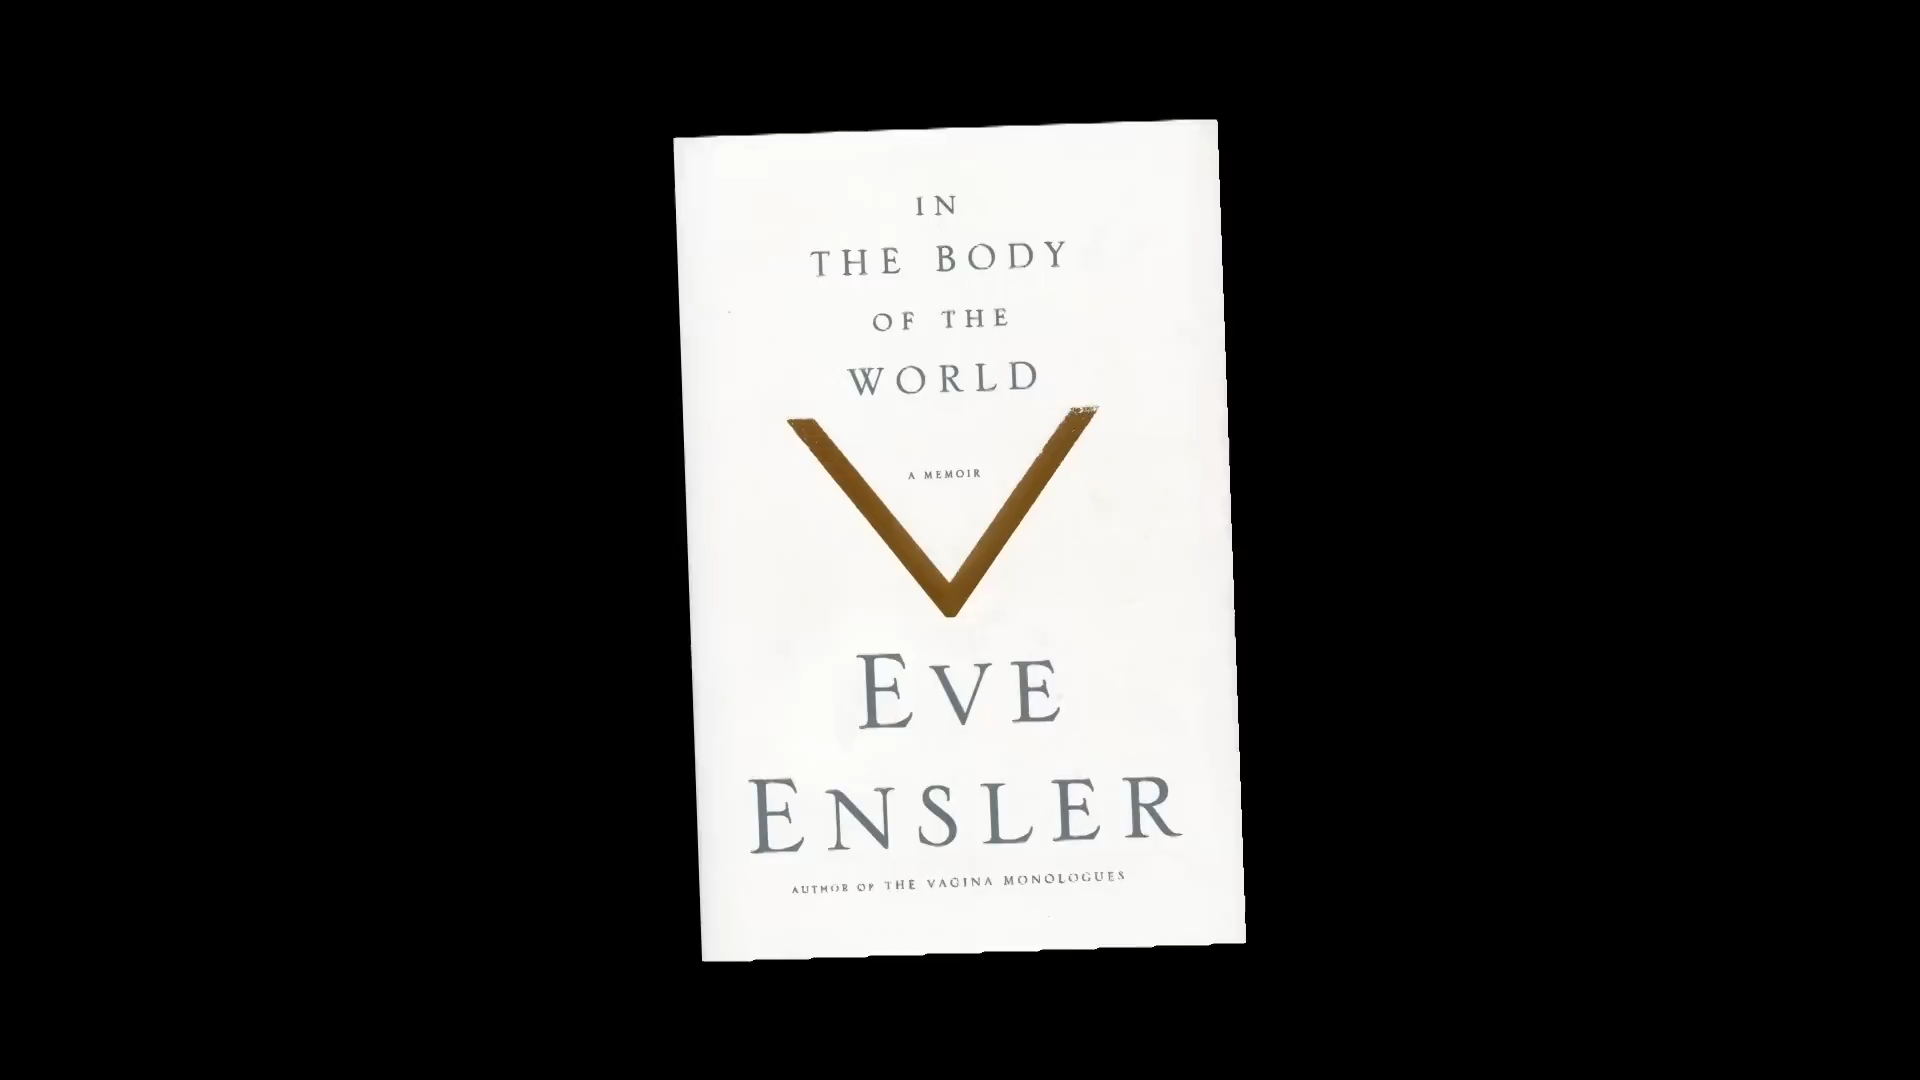 IN
THE BODY
OF THE
WORLD
A MEMOIR
EVE
ENSLER
AUTHOR OF THE VAGINA MONOLOGUES